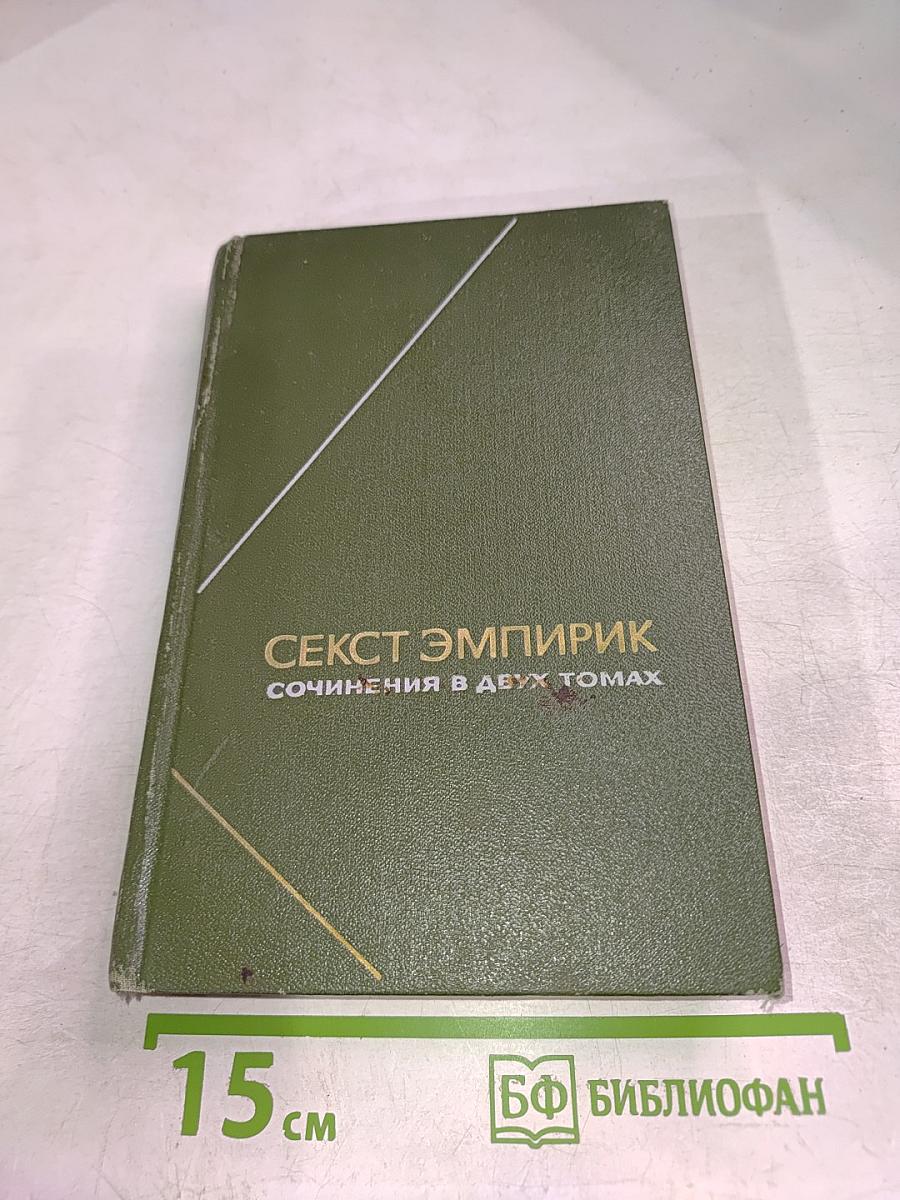 СЕКСТ ЭМПИРИК
СОЧИНЕНИЯ В ДВУХ ТОМАХ
15 см
БФ БИБЛИОФАН